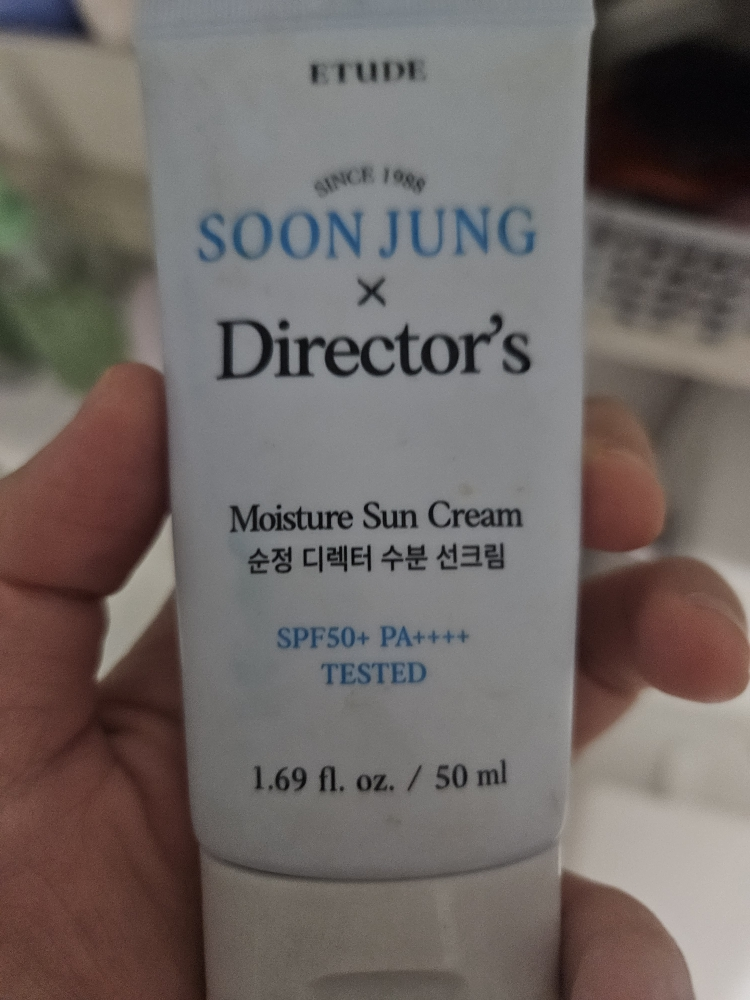 ETUDE
SINCE 1988
SOON JUNG
×
Director's
Moisture Sun Cream
순정 디렉터 수분 선크림
SPF50+ PA++++
TESTED
1.69 fl. oz. / 50 ml